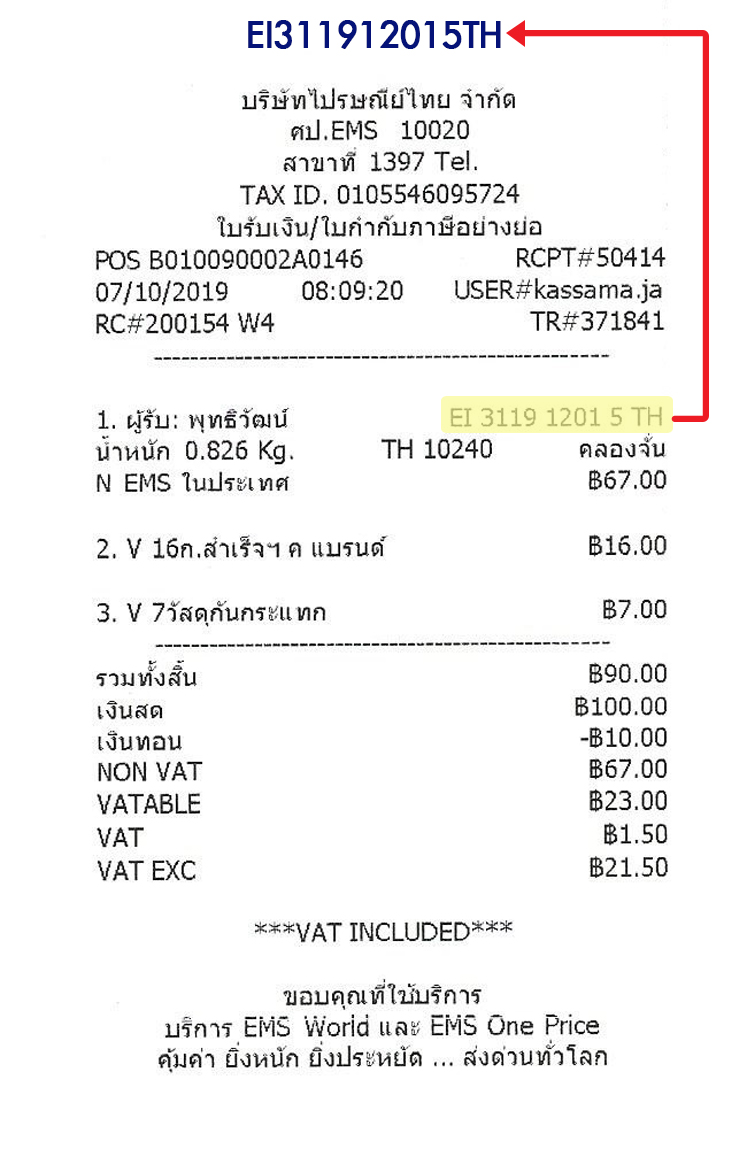 EI311912015TH
บริษัทไปรษณีย์ไทย จำกัด
ศป.EMS 10020
สาขาที่ 1397 Tel.
TAX ID. 0105546095724
ใบรับเงิน/ใบกำกับภาษีอย่างย่อ
POS B010090002A0146 RCPT#50414
07/10/2019 08:09:20 USER#kassama.ja
RC#200154 W4 TR#371841
1. ผู้รับ: พุทธิวัฒน์ EI 3119 1201 5 TH
น้ำหนัก 0.826 Kg. TH 10240 คลองจั่น
N EMS ในประเทศ ฿67.00
2. V 16ก.สำเร็จฯ ค แบรนด์ ฿16.00
3. V 7วัสดุกันกระแทก ฿7.00
รวมทั้งสิ้น ฿90.00
เงินสด ฿100.00
เงินทอน -฿10.00
NON VAT ฿67.00
VATABLE ฿23.00
VAT ฿1.50
VAT EXC ฿21.50
***VAT INCLUDED***
ขอบคุณที่ใช้บริการ
บริการ EMS World และ EMS One Price
คุ้มค่า ยิ่งหนัก ยิ่งประหยัด ... ส่งด่วนทั่วโลก